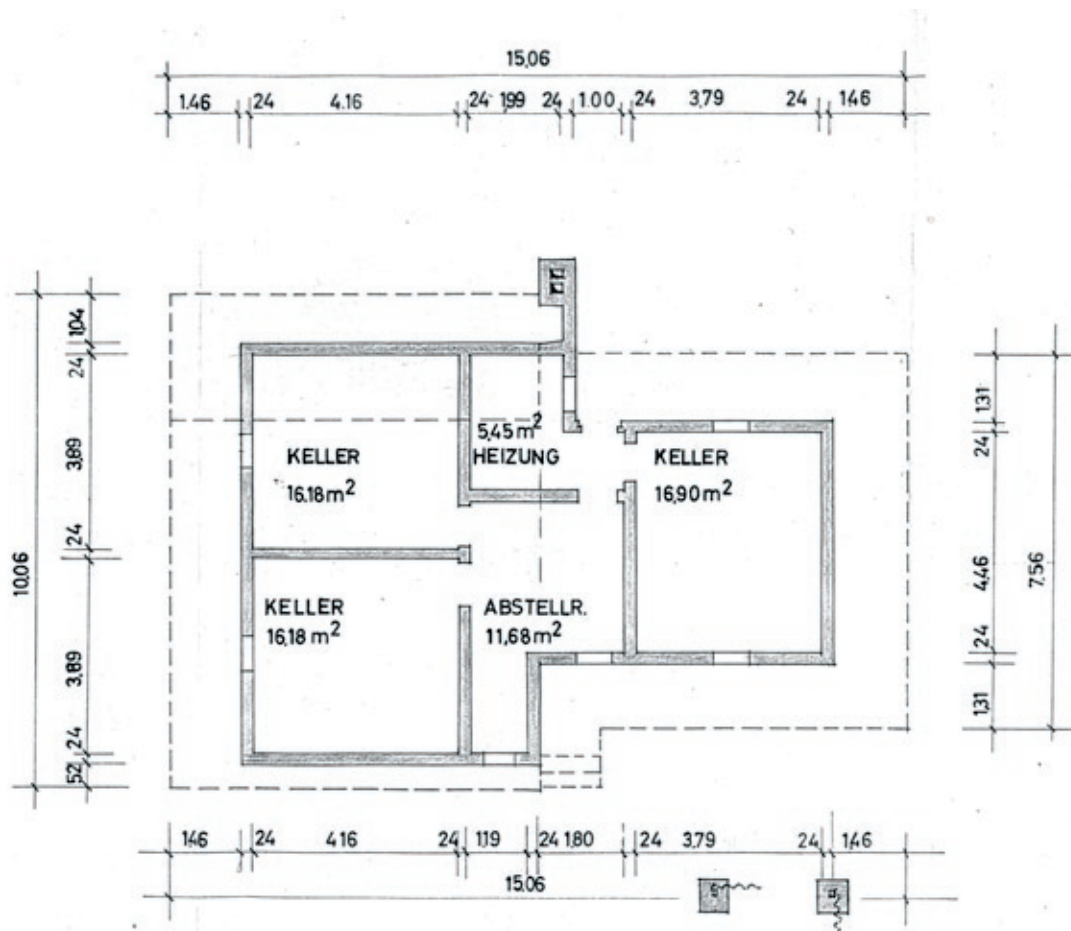 15.06
1.46 24 4.16 24 1.99 24 1.00 24 3.79 24 1.46
10.06
1.04
24
3.89
24
3.89
24
52
5,45 m²
HEIZUNG
KELLER
16.18 m²
KELLER
16,90 m²
KELLER
16.18 m²
ABSTELLR.
11,68 m²
1.31
24
4.46
24
1.31
7.56
1.46 24 4.16 24 1.19 24 1.80 24 3.79 24 1.46
15.06